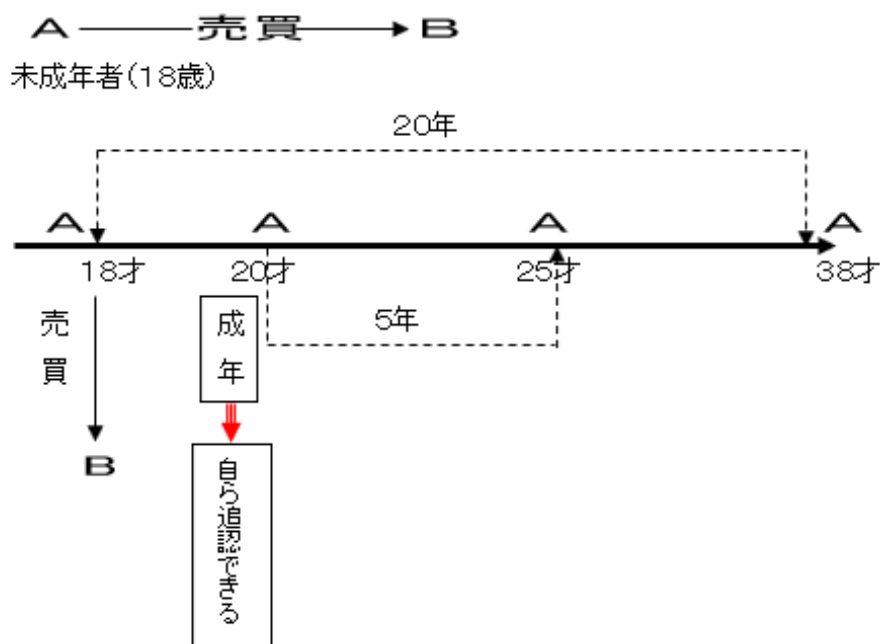 A 売買 B
未成年者（18歳）
20年
A A A A
18才 20才 25才 38才
売買
B
成年
5年
自ら追認できる